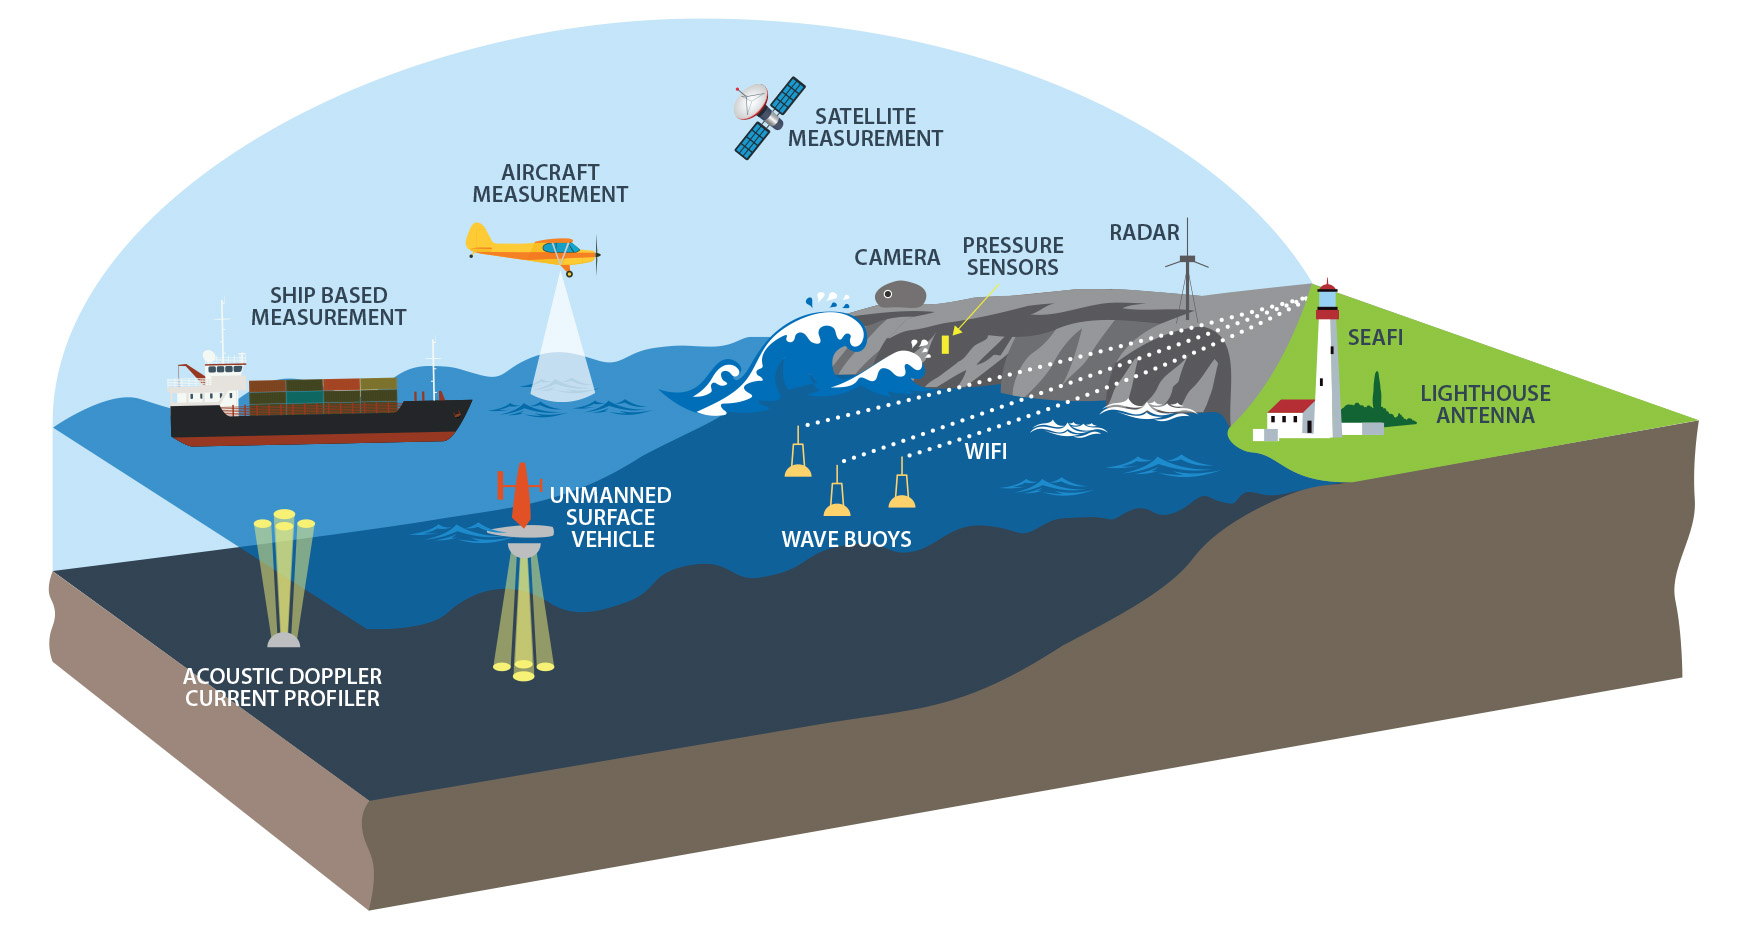 SATELLITE
MEASUREMENT
AIRCRAFT
MEASUREMENT
SHIP BASED
MEASUREMENT
CAMERA
PRESSURE
SENSORS
RADAR
SEAFI
LIGHTHOUSE
ANTENNA
WIFI
UNMANNED
SURFACE
VEHICLE
WAVE BUOYS
ACOUSTIC DOPPLER
CURRENT PROFILER